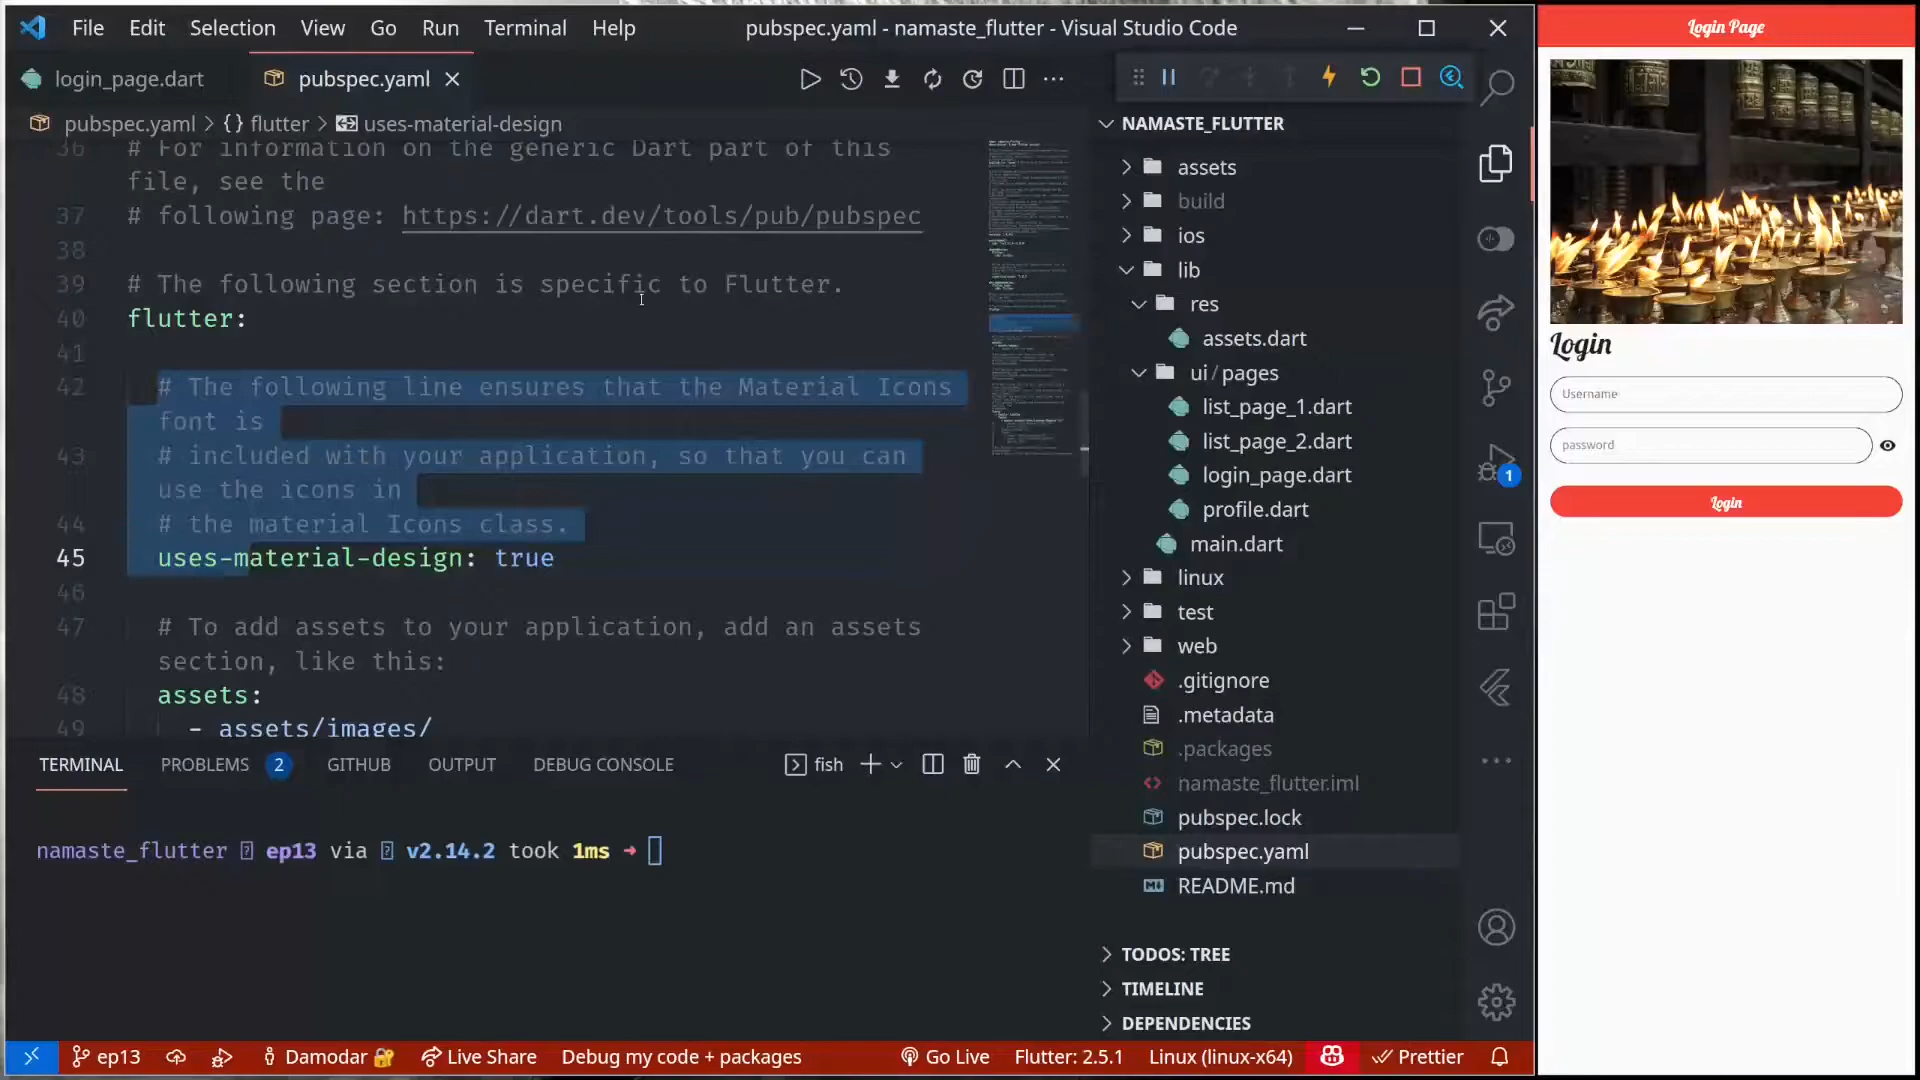 File Edit Selection View Go Run Terminal Help
pubspec.yaml - namaste_flutter - Visual Studio Code
login_page.dart
pubspec.yaml
pubspec.yaml > {} flutter > uses-material-design
36 # For information on the generic Dart part of this
file, see the
37 # following page: https://dart.dev/tools/pub/pubspec
38
39 # The following section is specific to Flutter.
40 flutter:
41
42 # The following line ensures that the Material Icons
font is
43 # included with your application, so that you can
use the icons in
44 # the material Icons class.
45 uses-material-design: true
46
47 # To add assets to your application, add an assets
section, like this:
48 assets:
49 - assets/images/
TERMINAL PROBLEMS 2 GITHUB OUTPUT DEBUG CONSOLE
fish
namaste_flutter ep13 via v2.14.2 took 1ms →
NAMASTE_FLUTTER
assets
build
ios
lib
res
assets.dart
ui/pages
list_page_1.dart
list_page_2.dart
login_page.dart
profile.dart
main.dart
linux
test
web
.gitignore
.metadata
.packages
namaste_flutter.iml
pubspec.lock
pubspec.yaml
README.md
TODOS: TREE
TIMELINE
DEPENDENCIES
1
ep13
Damodar
Live Share
Debug my code + packages
Go Live
Flutter: 2.5.1
Linux (linux-x64)
Prettier
Login Page
Login
Username
password
Login